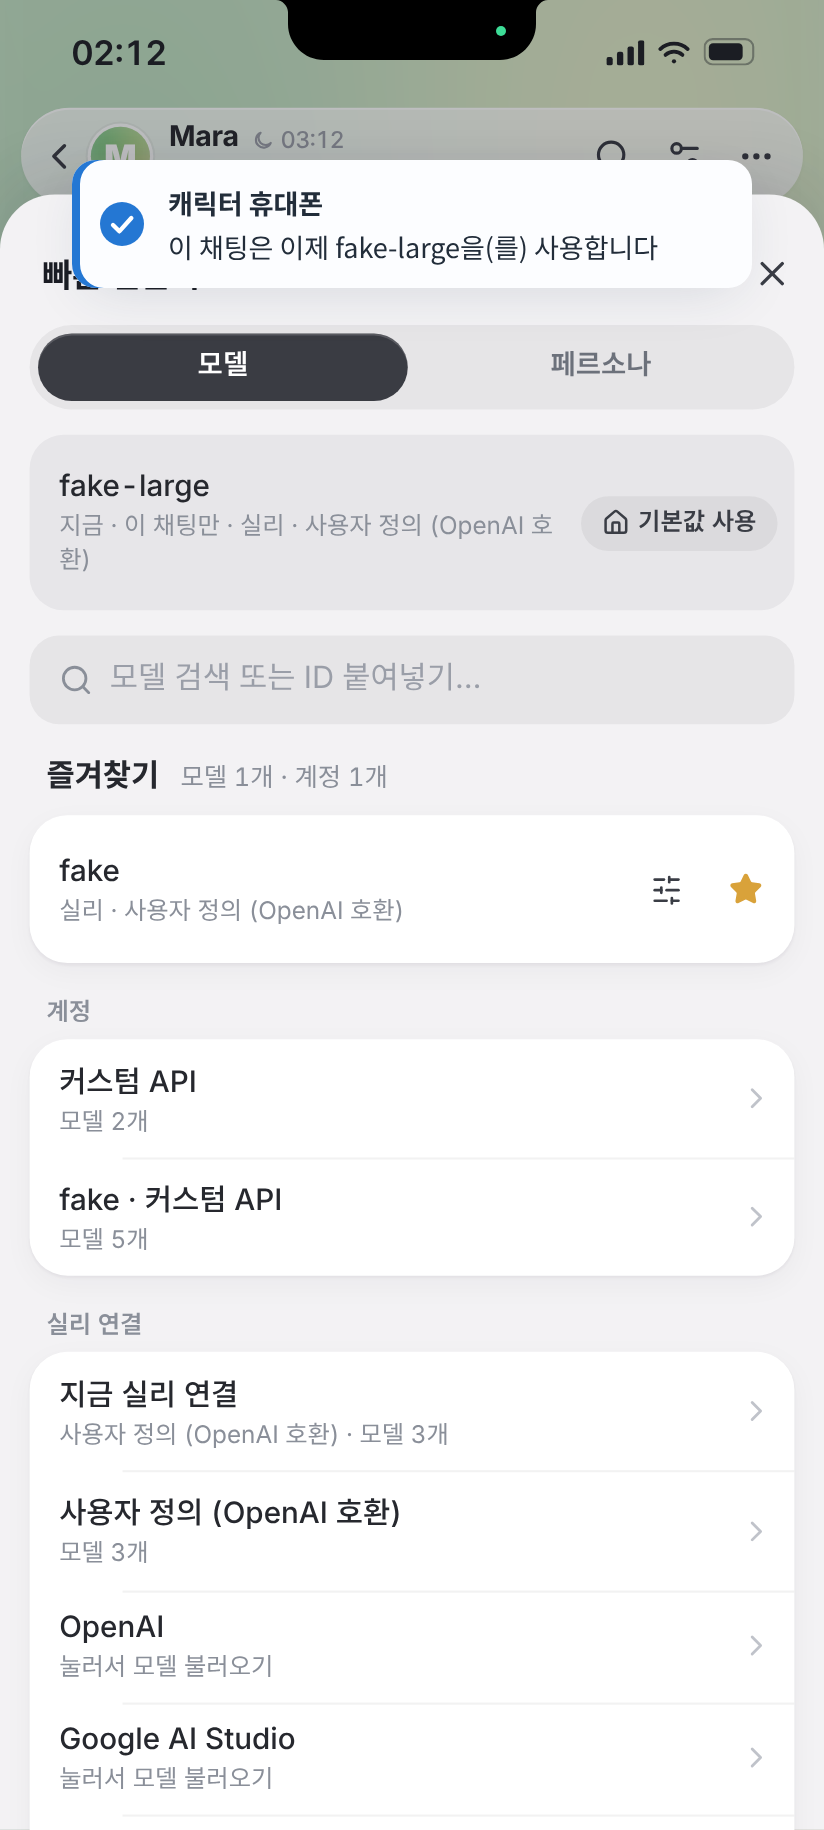 02:12
Mara 03:12
M
캐릭터 휴대폰
이 채팅은 이제 fake-large을(를) 사용합니다
모델
페르소나
fake-large
지금 · 이 채팅만 · 실리 · 사용자 정의 (OpenAI 호
환)
기본값 사용
모델 검색 또는 ID 붙여넣기...
즐겨찾기 모델 1개 · 계정 1개
fake
실리 · 사용자 정의 (OpenAI 호환)
계정
커스텀 API
모델 2개
fake · 커스텀 API
모델 5개
실리 연결
지금 실리 연결
사용자 정의 (OpenAI 호환) · 모델 3개
사용자 정의 (OpenAI 호환)
모델 3개
OpenAI
눌러서 모델 불러오기
Google AI Studio
눌러서 모델 불러오기